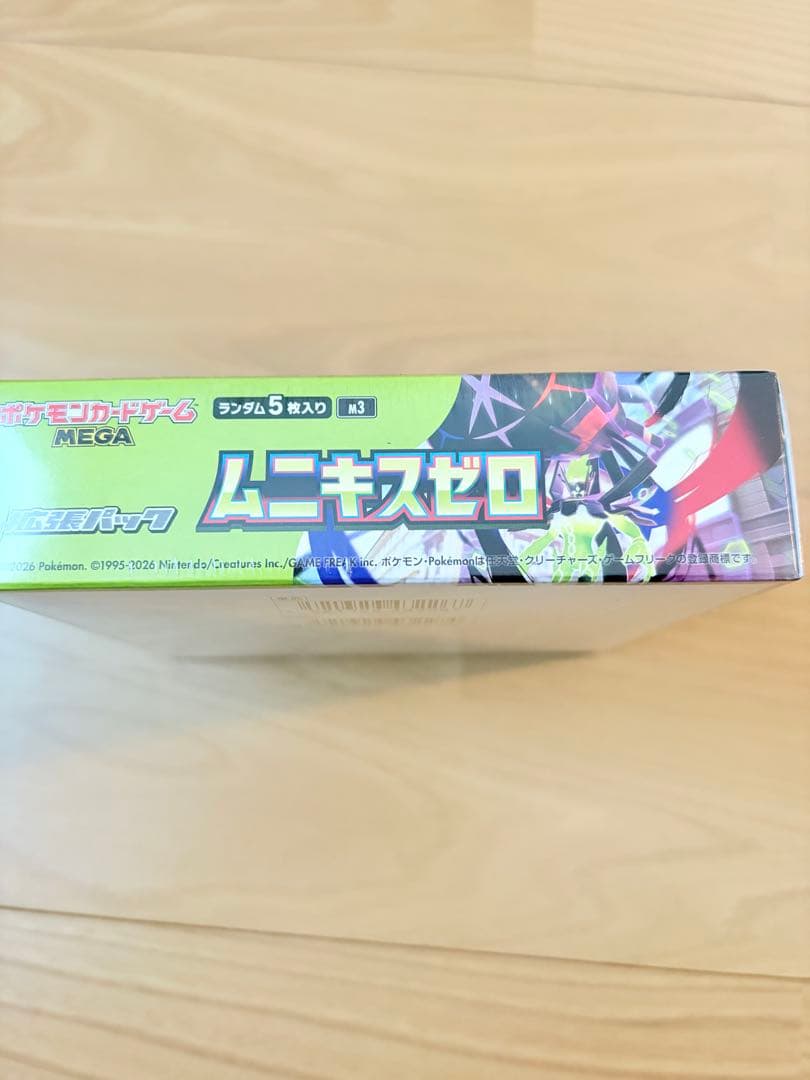 ポケモンカードゲーム
MEGA
ランダム5枚入り M3
拡張パック
ムニキスゼロ
2026 Pokémon. ©1995-2026 Nintendo/Creatures Inc./GAME FREAK inc. ポケモン・Pokémonは任天堂・クリーチャーズ・ゲームフリークの登録商標です。